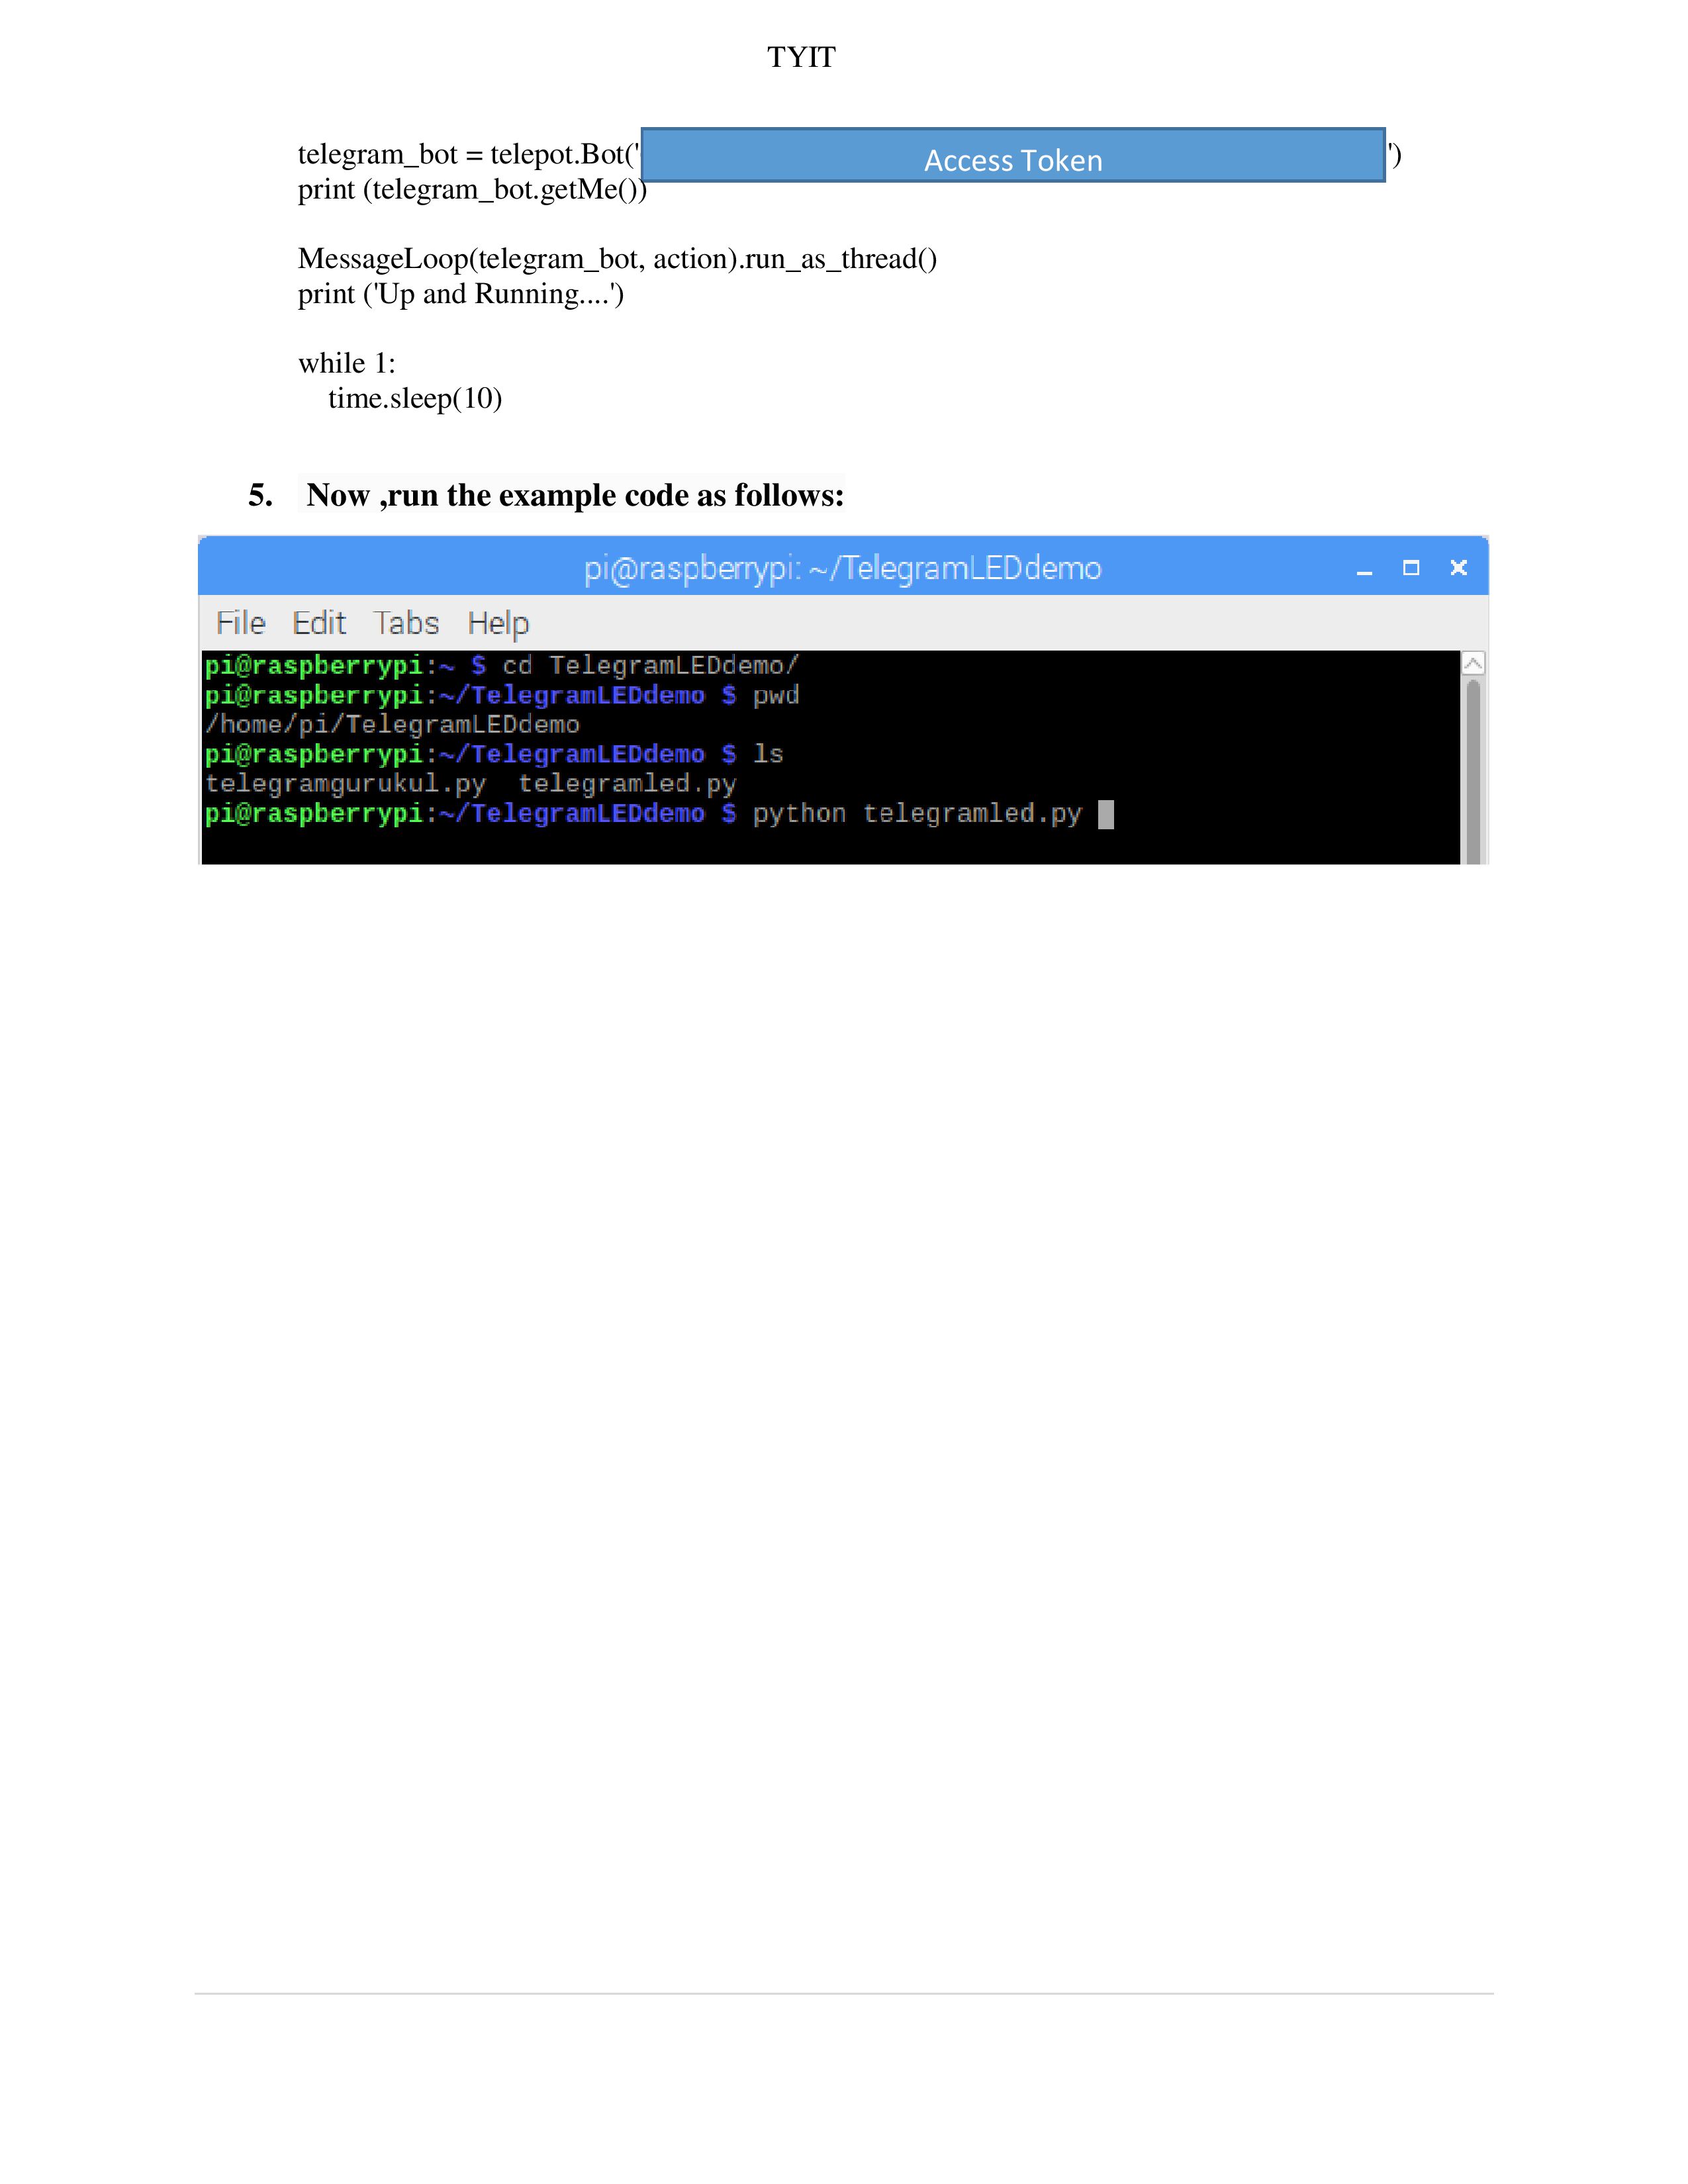 TYIT
telegram_bot = telepot.Bot('Access Token')
print (telegram_bot.getMe())
MessageLoop(telegram_bot, action).run_as_thread()
print ('Up and Running....')
while 1:
time.sleep(10)
5. Now ,run the example code as follows:
pi@raspberrypi: ~/TelegramLEDdemo
File Edit Tabs Help
pi@raspberrypi:~ $ cd TelegramLEDdemo/
pi@raspberrypi:~/TelegramLEDdemo $ pwd
/home/pi/TelegramLEDdemo
pi@raspberrypi:~/TelegramLEDdemo $ ls
telegramgurukul.py telegramled.py
pi@raspberrypi:~/TelegramLEDdemo $ python telegramled.py